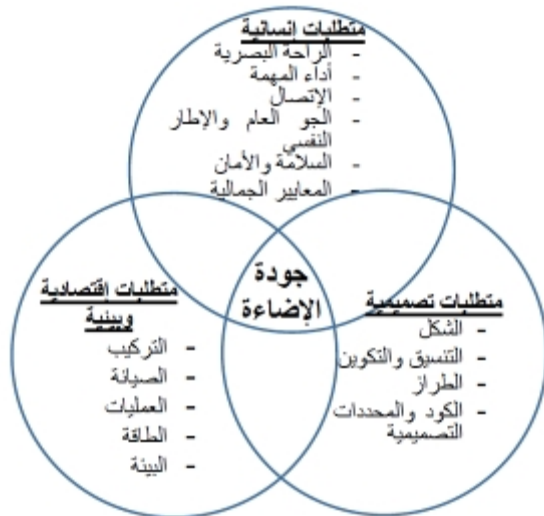 متطلبات إنسانية
- الراحة البصرية
- أداء المهمة
- الإتصال
- الجو العام والإطار
النفسي
- السلامة والأمان
- المعايير الجمالية
جودة
الإضاءة
متطلبات تصميمية
- الشكل
- التنسيق والتكوين
- الطراز
- الكود والمحددات
التصميمية
متطلبات إقتصادية
وبيئية
- التركيب
- الصيانة
- العمليات
- الطاقة
- البيئة